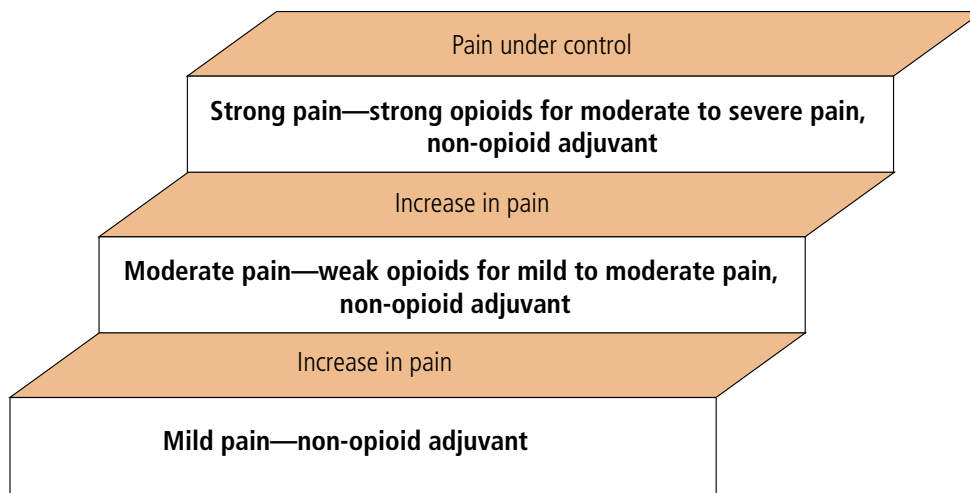 Pain under control
Strong pain—strong opioids for moderate to severe pain,
non-opioid adjuvant
Increase in pain
Moderate pain—weak opioids for mild to moderate pain,
non-opioid adjuvant
Increase in pain
Mild pain—non-opioid adjuvant